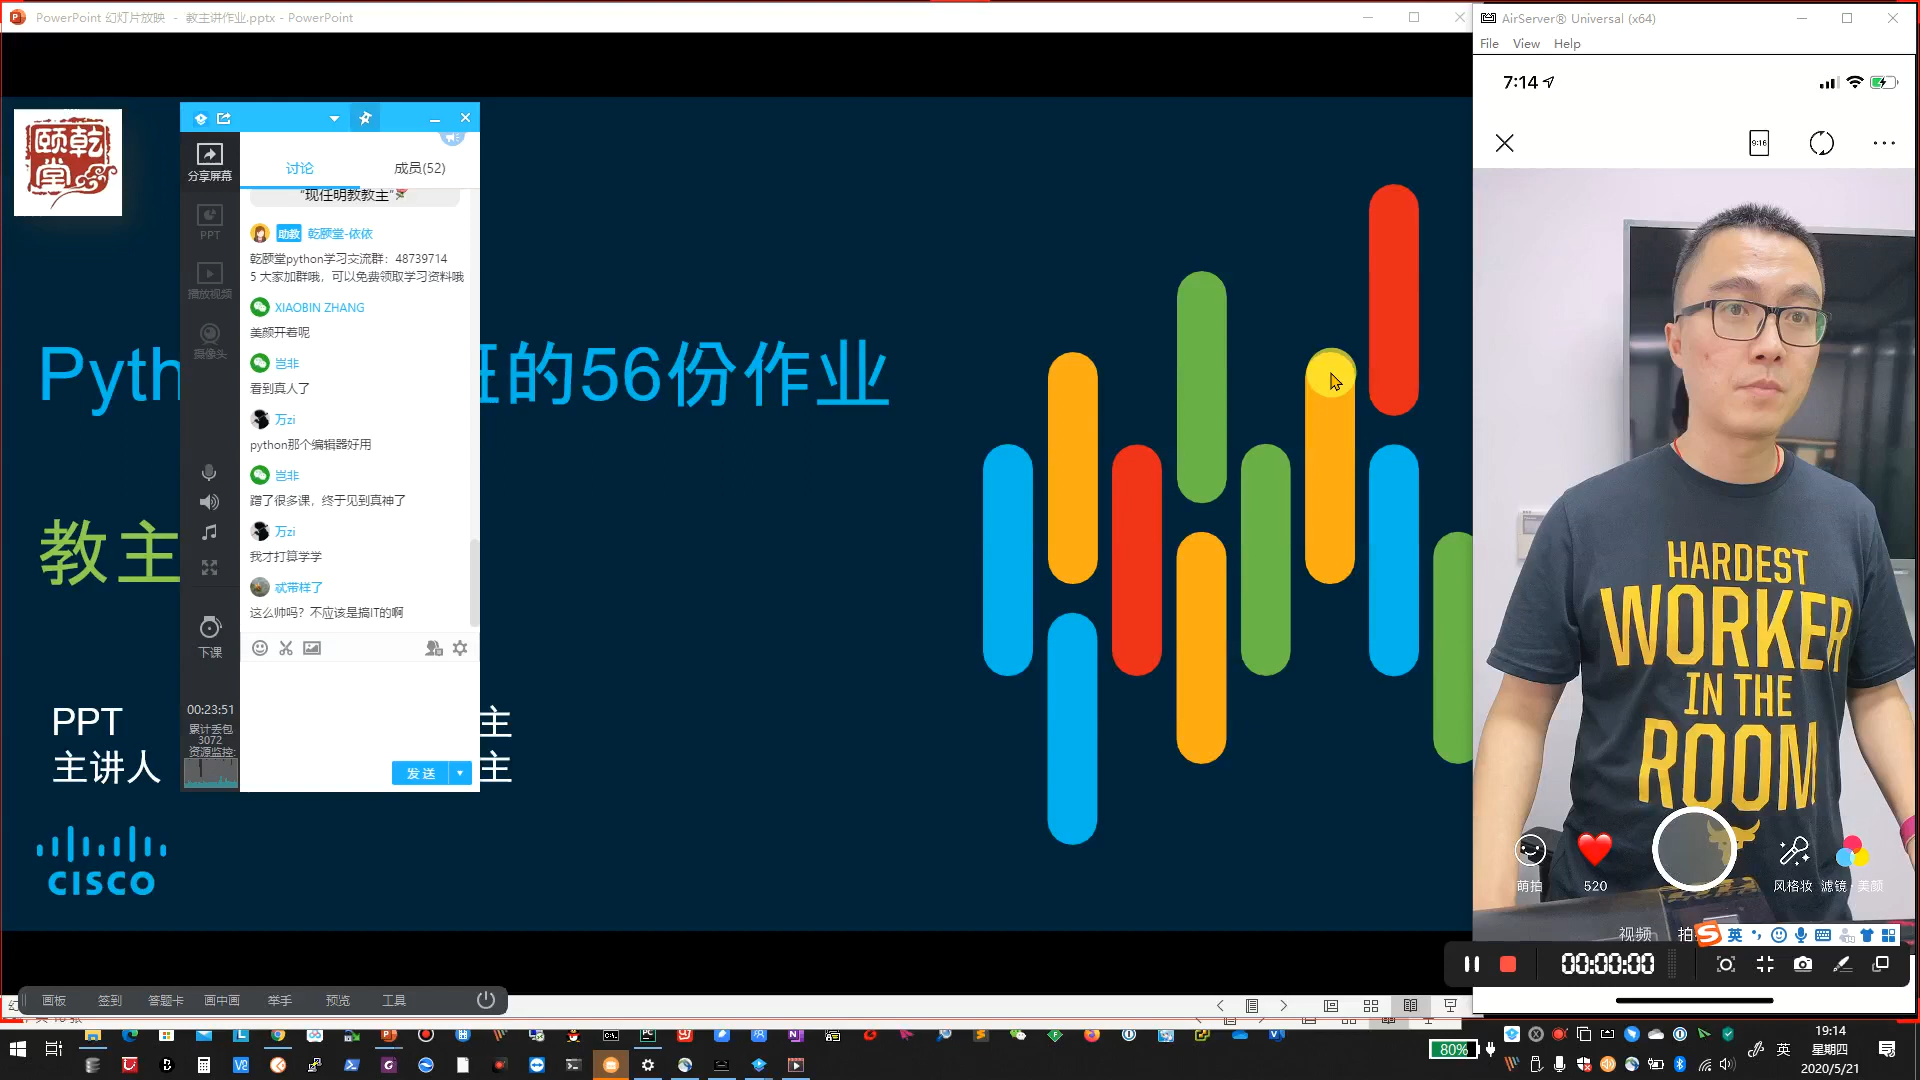 PowerPoint 幻灯片放映 - 教主讲作业.pptx - PowerPoint
AirServer® Universal (x64)
File View Help
7:14
9:16
乾颐堂
分享屏幕
PPT
播放视频
摄像头
下课
00:23:51
累计丢包
3072
资源监控:
讨论
成员(52)
“现任明教教主”
助教 乾颐堂-依依
乾颐堂python学习交流群：48739714
5 大家加群哦，可以免费领取学习资料哦
XIAOBIN ZHANG
美颜开着呢
岂非
看到真人了
万zi
python那个编辑器好用
岂非
蹭了很多课，终于见到真神了
万zi
我才打算学学
忒带样了
这么帅吗？不应该是搞IT的啊
发送
Pyth
班的56份作业
教主
PPT
主
主讲人
主
CISCO
HARDEST
WORKER
IN THE
ROOM
萌拍
520
风格妆
滤镜·美颜
视频
拍
英
00:00:00
画板 签到 答题卡 画中画 举手 预览 工具
80%
英
19:14
星期四
2020/5/21